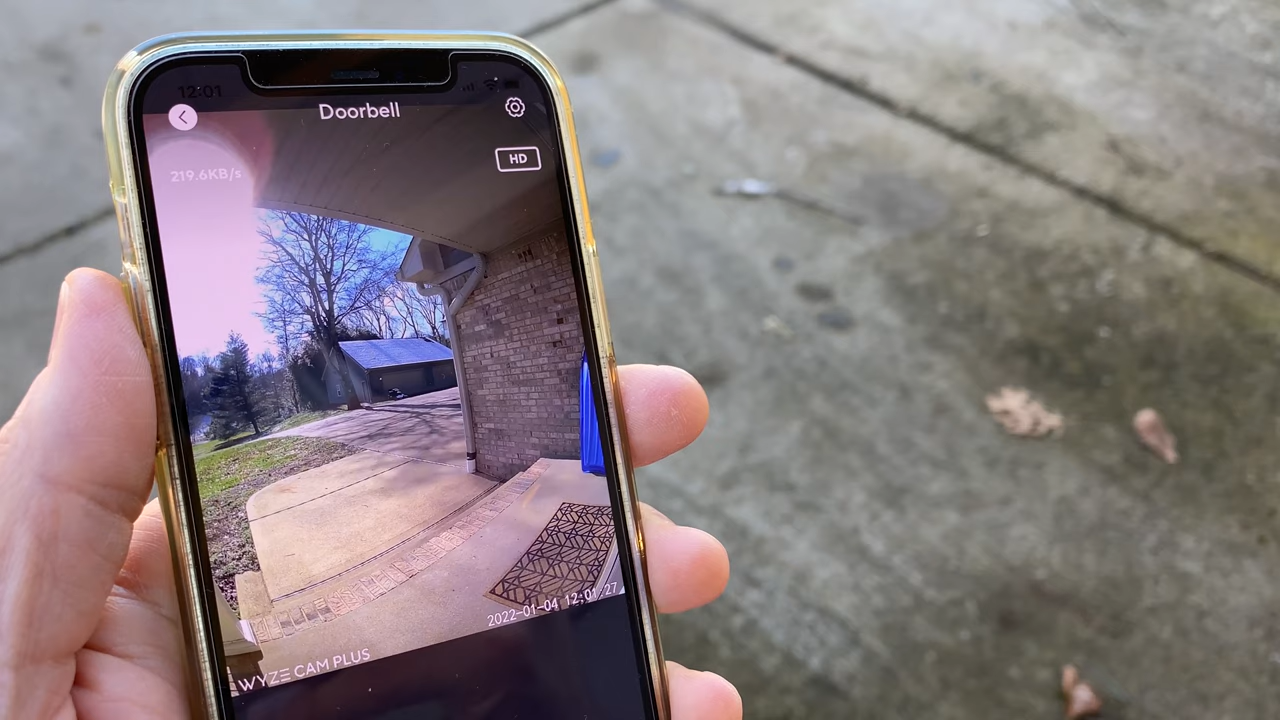 12:01
Doorbell
HD
219.6KB/s
2022-01-04 12:01:27
WYZE CAM PLUS